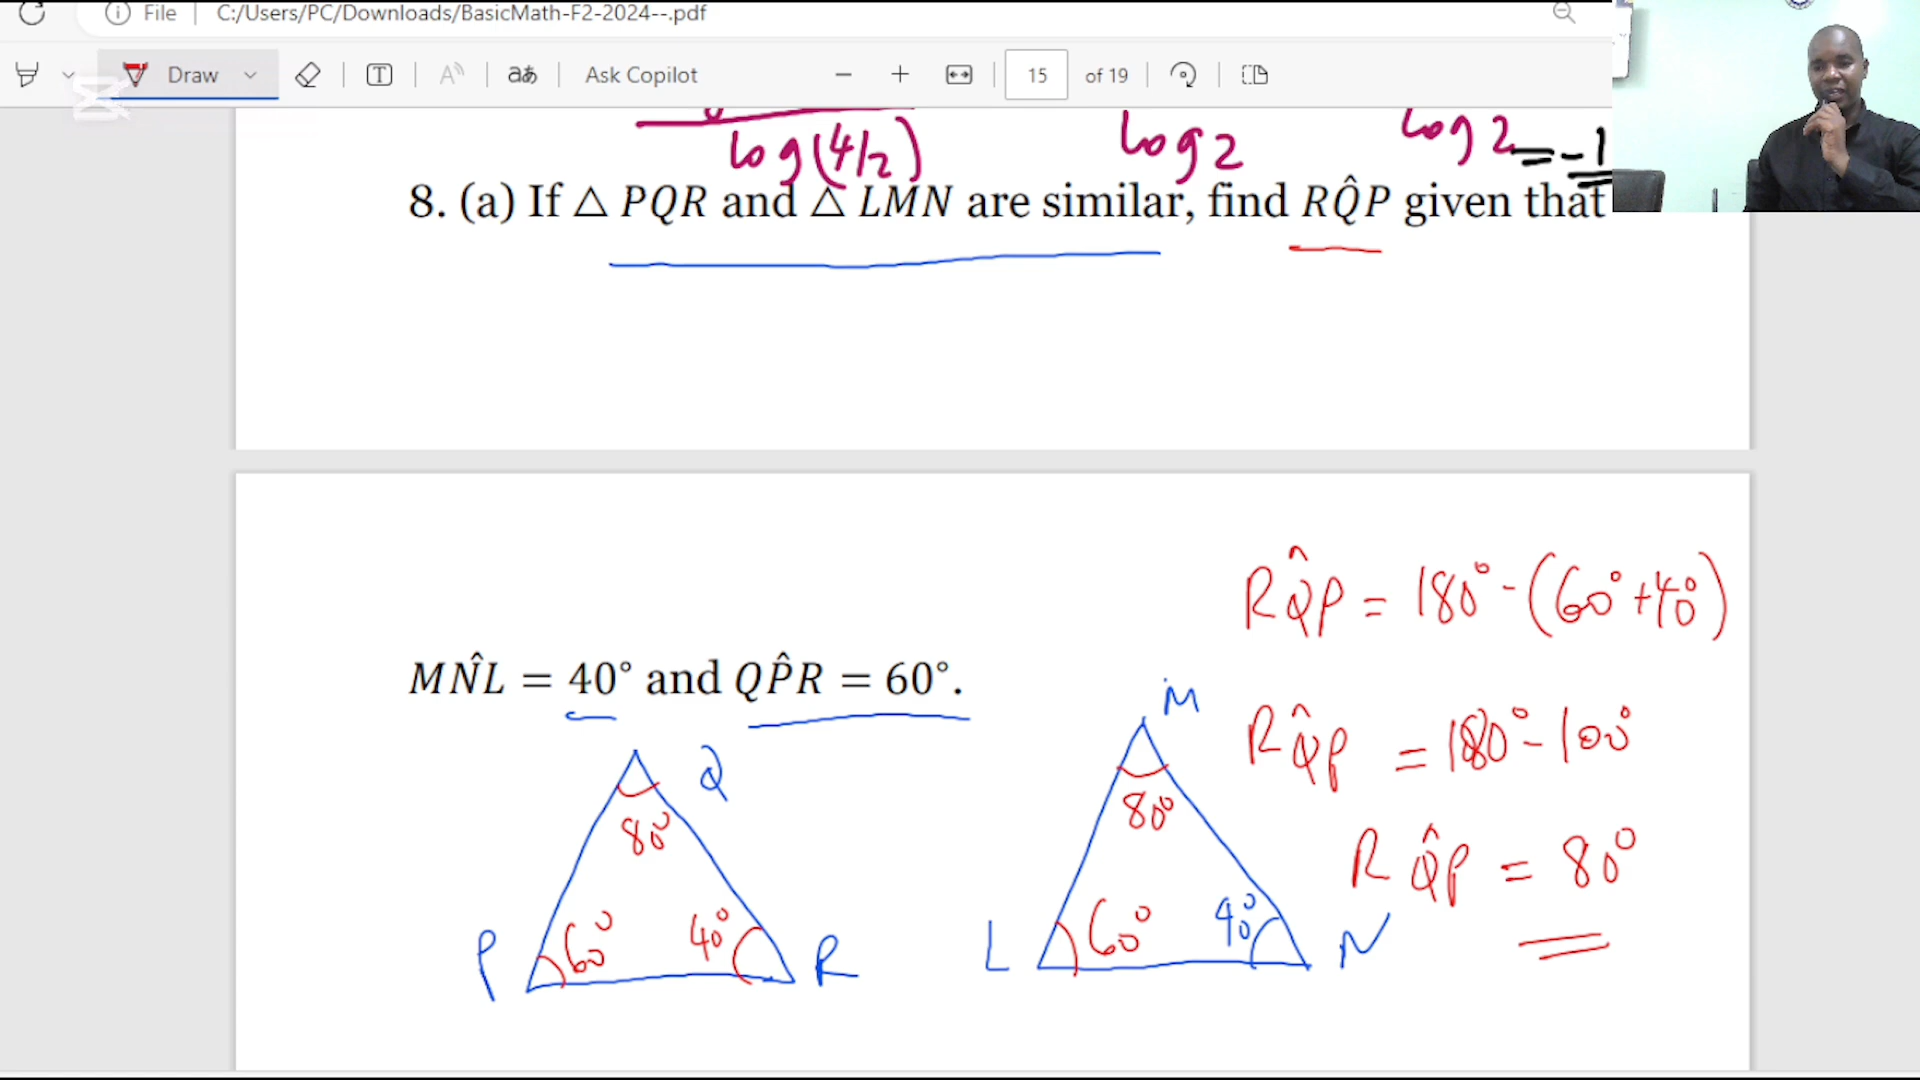 File C:/Users/PC/Downloads/BasicMath-F2-2024--.pdf
Draw T A aあ Ask Copilot 15 of 19
log(4/2) log 2 log 2 = -1
8. (a) If △ PQR and △ LMN are similar, find RQ̂P given that
RQ̂P = 180° - (60° + 40°)
MN̂L = 40° and QP̂R = 60°.
RQ̂P = 180° - 100°
RQ̂P = 80°
Q
80°
P 60° 40° R
M
80°
L 60° 40° N